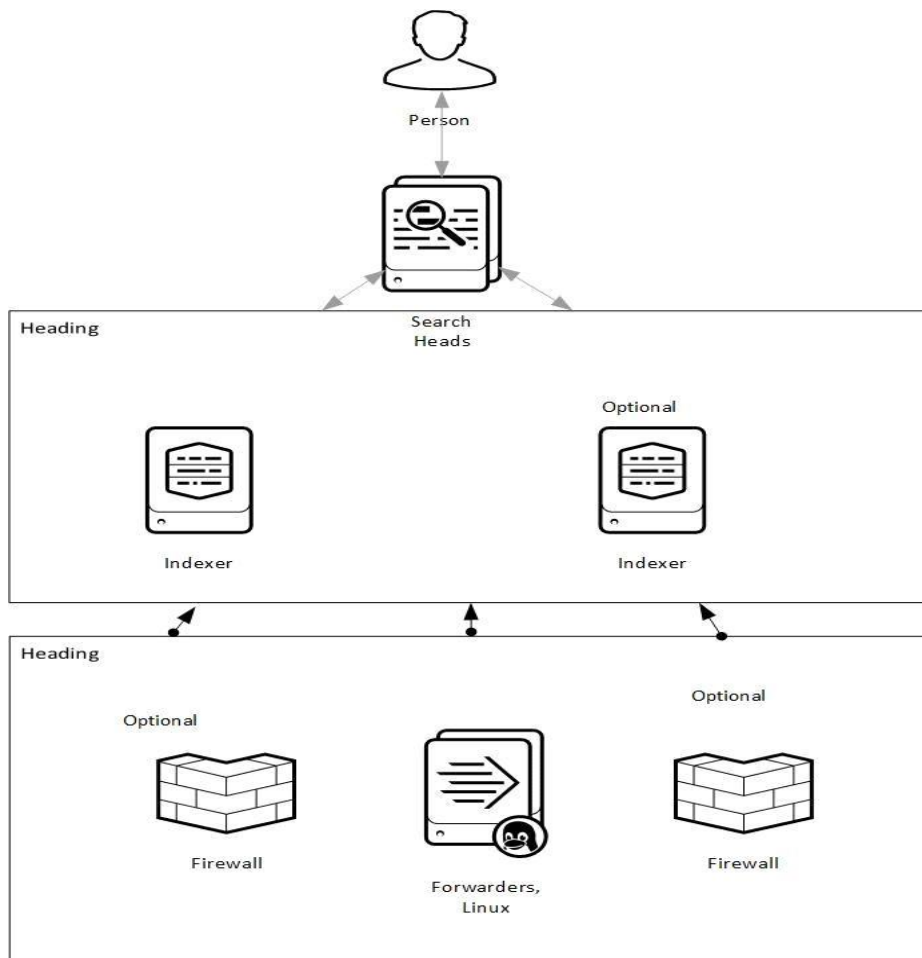 Person
Search
Heads
Heading
Optional
Indexer
Indexer
Heading
Optional
Optional
Firewall
Forwarders,
Linux
Firewall